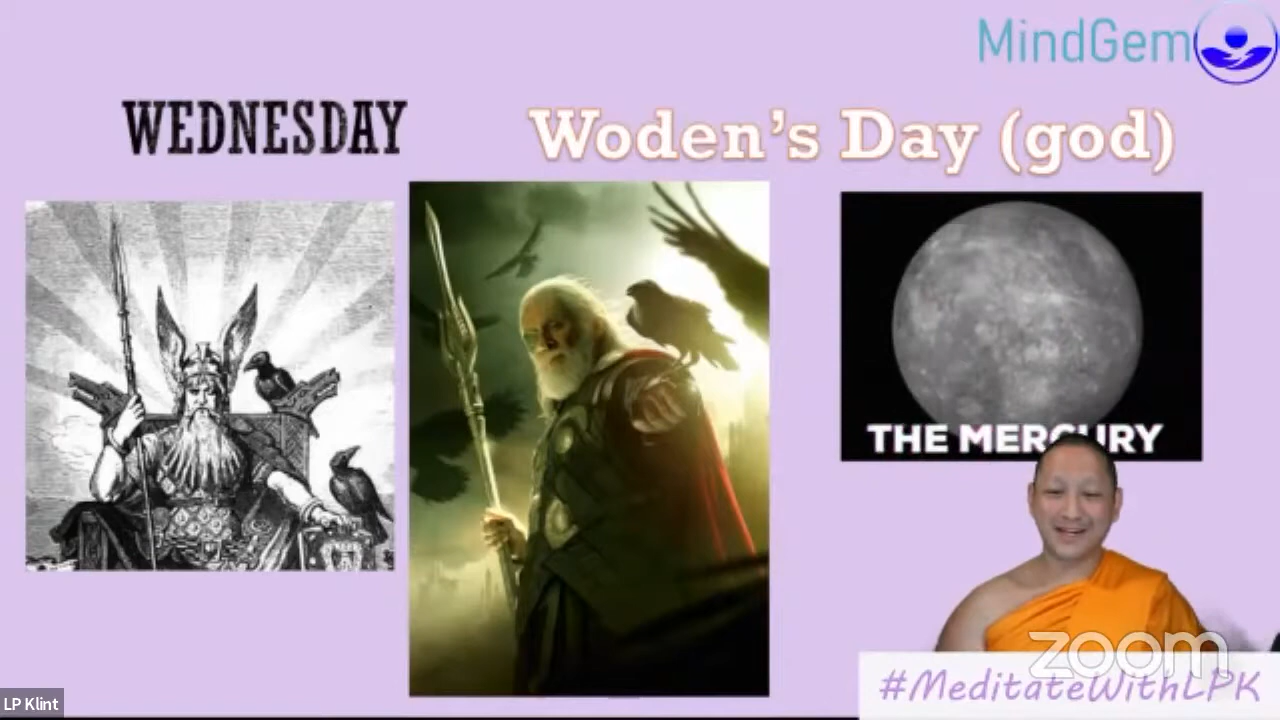 MindGem
WEDNESDAY
Woden's Day (god)
THE MERCURY
zoom
#MeditateWithLPK
LP Klint